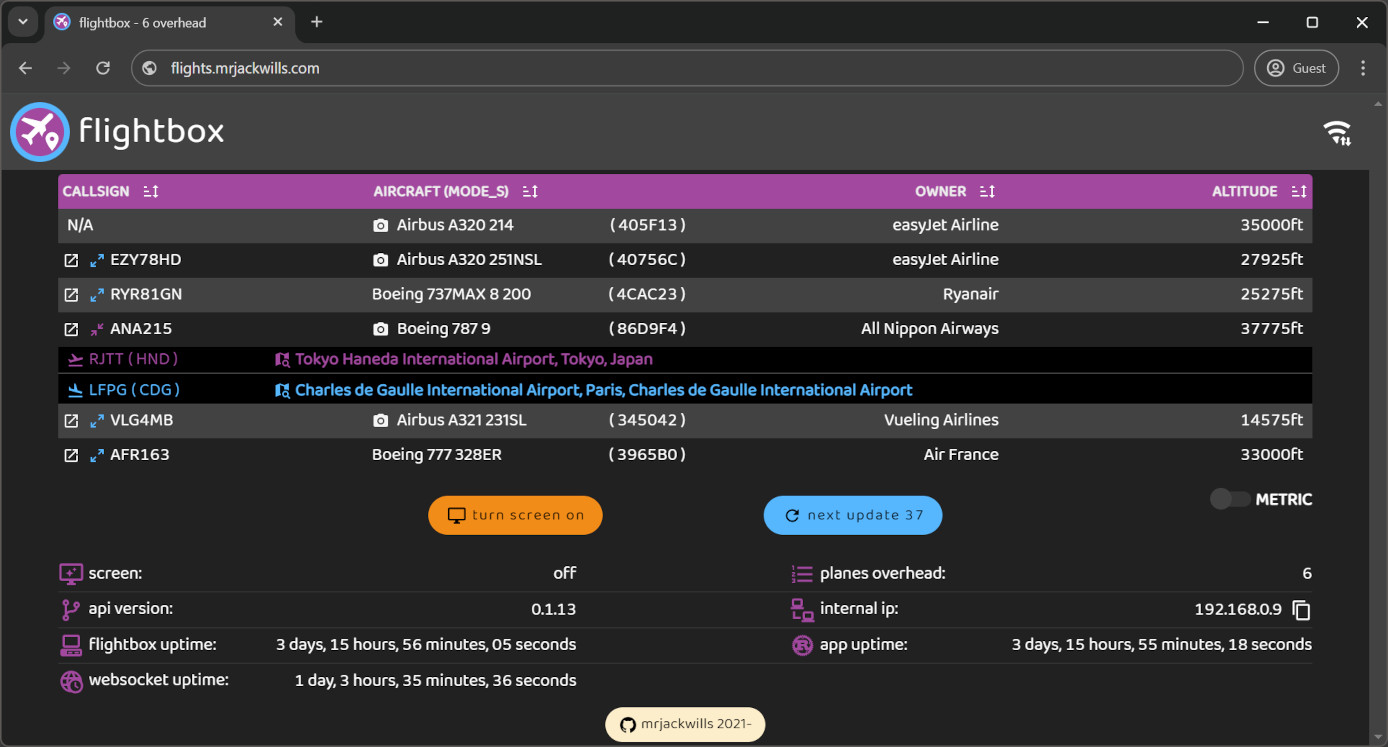 flightbox - 6 overhead
flights.mrjackwills.com
Guest
flightbox
CALLSIGN AIRCRAFT (MODE_S) OWNER ALTITUDE
N/A Airbus A320 214 ( 405F13 ) easyJet Airline 35000ft
EZY78HD Airbus A320 251NSL ( 40756C ) easyJet Airline 27925ft
RYR81GN Boeing 737MAX 8 200 ( 4CAC23 ) Ryanair 25275ft
ANA215 Boeing 787 9 ( 86D9F4 ) All Nippon Airways 37775ft
RJTT ( HND ) Tokyo Haneda International Airport, Tokyo, Japan
LFPG ( CDG ) Charles de Gaulle International Airport, Paris, Charles de Gaulle International Airport
VLG4MB Airbus A321 231SL ( 345042 ) Vueling Airlines 14575ft
AFR163 Boeing 777 328ER ( 3965B0 ) Air France 33000ft
METRIC
turn screen on next update 37
screen: off planes overhead: 6
api version: 0.1.13 internal ip: 192.168.0.9
flightbox uptime: 3 days, 15 hours, 56 minutes, 05 seconds app uptime: 3 days, 15 hours, 55 minutes, 18 seconds
websocket uptime: 1 day, 3 hours, 35 minutes, 36 seconds
mrjackwills 2021-